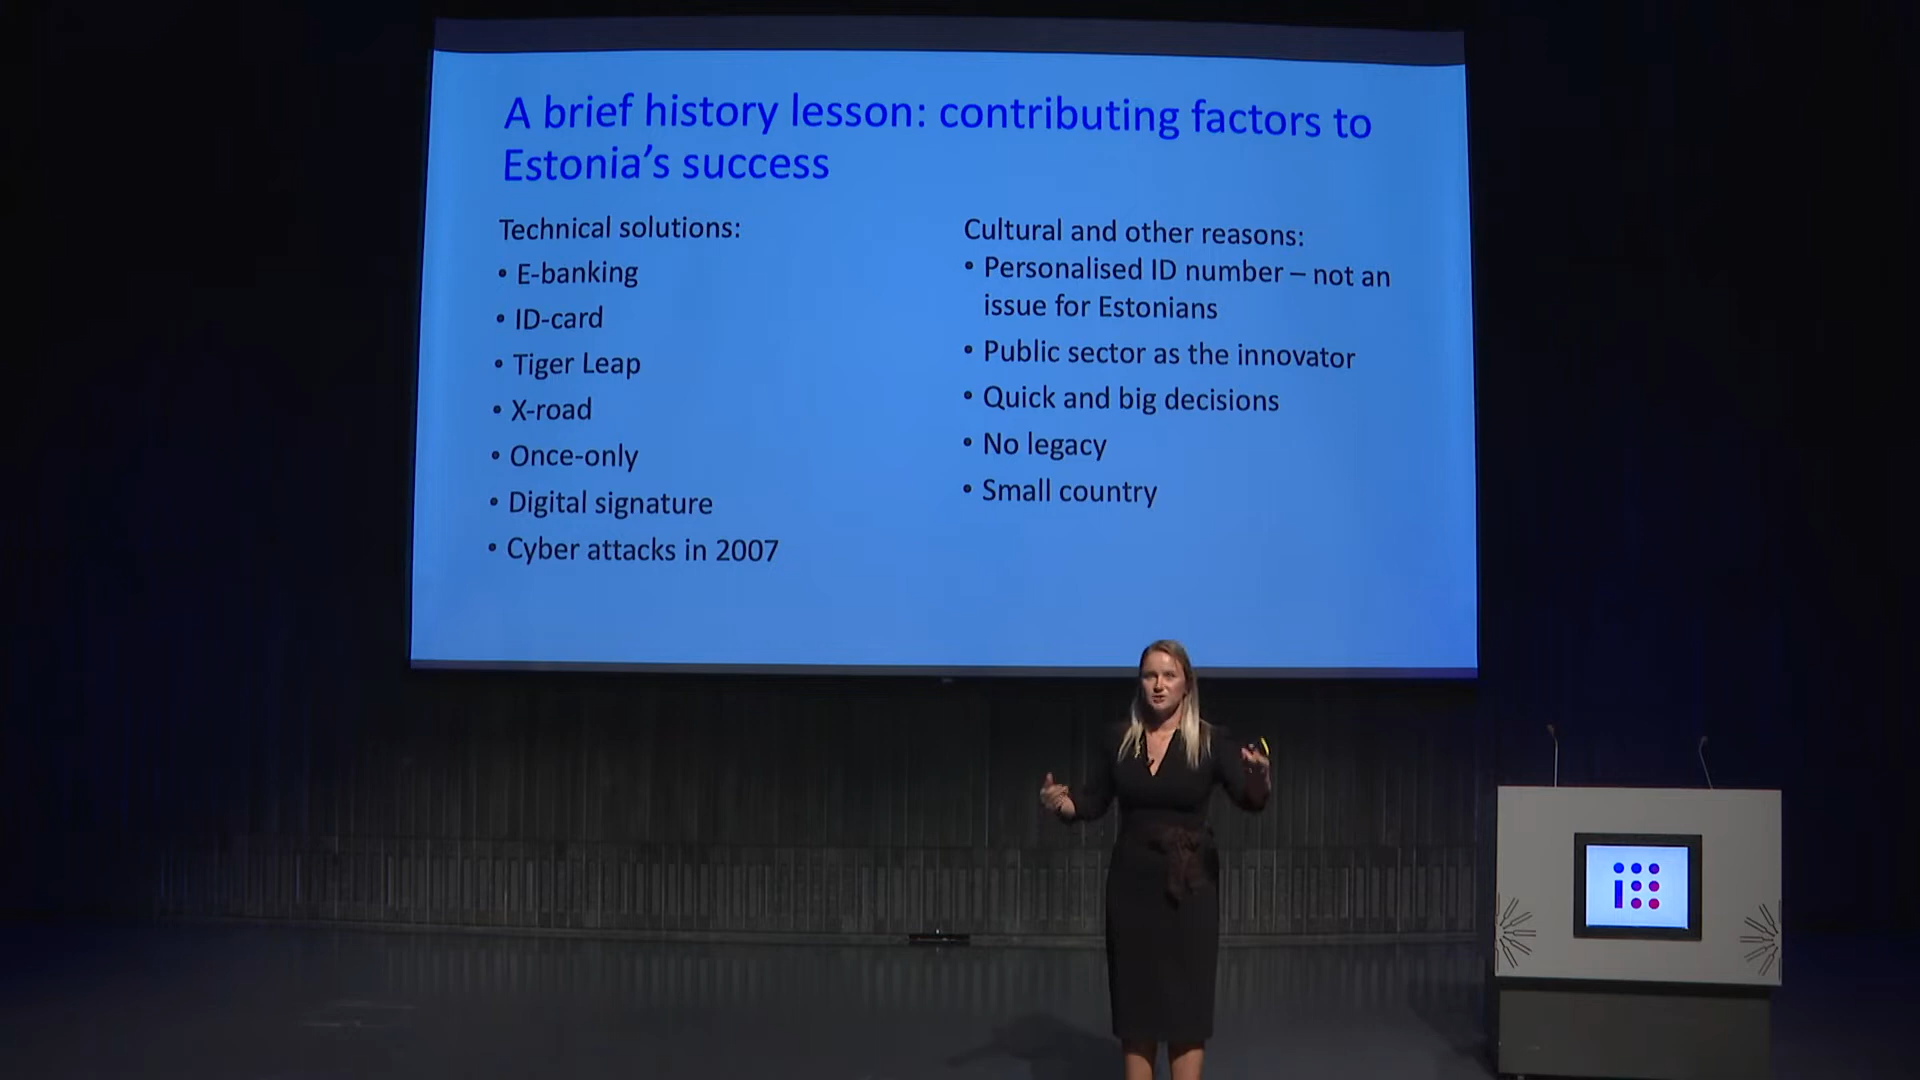 A brief history lesson: contributing factors to
Estonia's success
Technical solutions:
• E-banking
• ID-card
• Tiger Leap
• X-road
• Once-only
• Digital signature
• Cyber attacks in 2007
Cultural and other reasons:
• Personalised ID number – not an
issue for Estonians
• Public sector as the innovator
• Quick and big decisions
• No legacy
• Small country